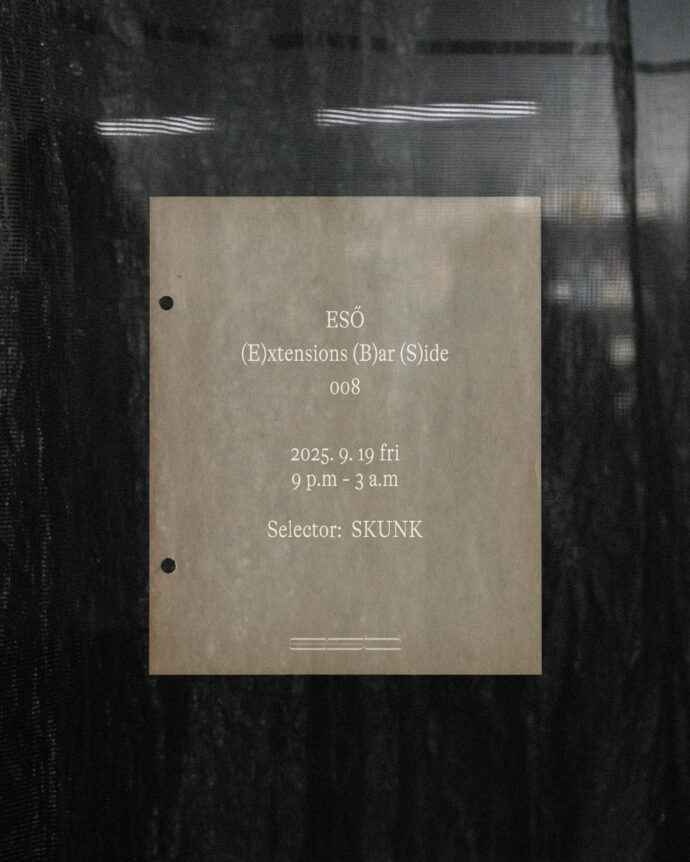 ESŐ
(E)xtensions (B)ar (S)ide
008
2025. 9. 19 fri
9 p.m - 3 a.m
Selector: SKUNK